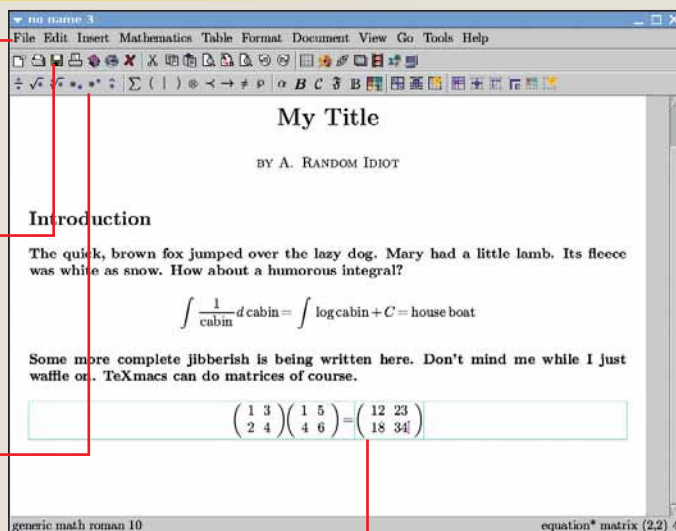 no name 3
File Edit Insert Mathematics Table Format Document View Go Tools Help
÷ √ ∑ ( | ) ⊗ ≺ → ≠ α B C 𝔉 B
My Title
BY A. RANDOM IDIOT
Introduction
The quick, brown fox jumped over the lazy dog. Mary had a little lamb. Its fleece
was white as snow. How about a humorous integral?
∫ 1/cabin d cabin = ∫ log cabin + C = house boat
Some more complete jibberish is being written here. Don't mind me while I just
waffle on. TeXmacs can do matrices of course.
( 1 3 ) ( 1 5 ) = ( 12 23 )
( 2 4 ) ( 4 6 ) = ( 18 34 )
generic math roman 10 equation* matrix (2,2) 4